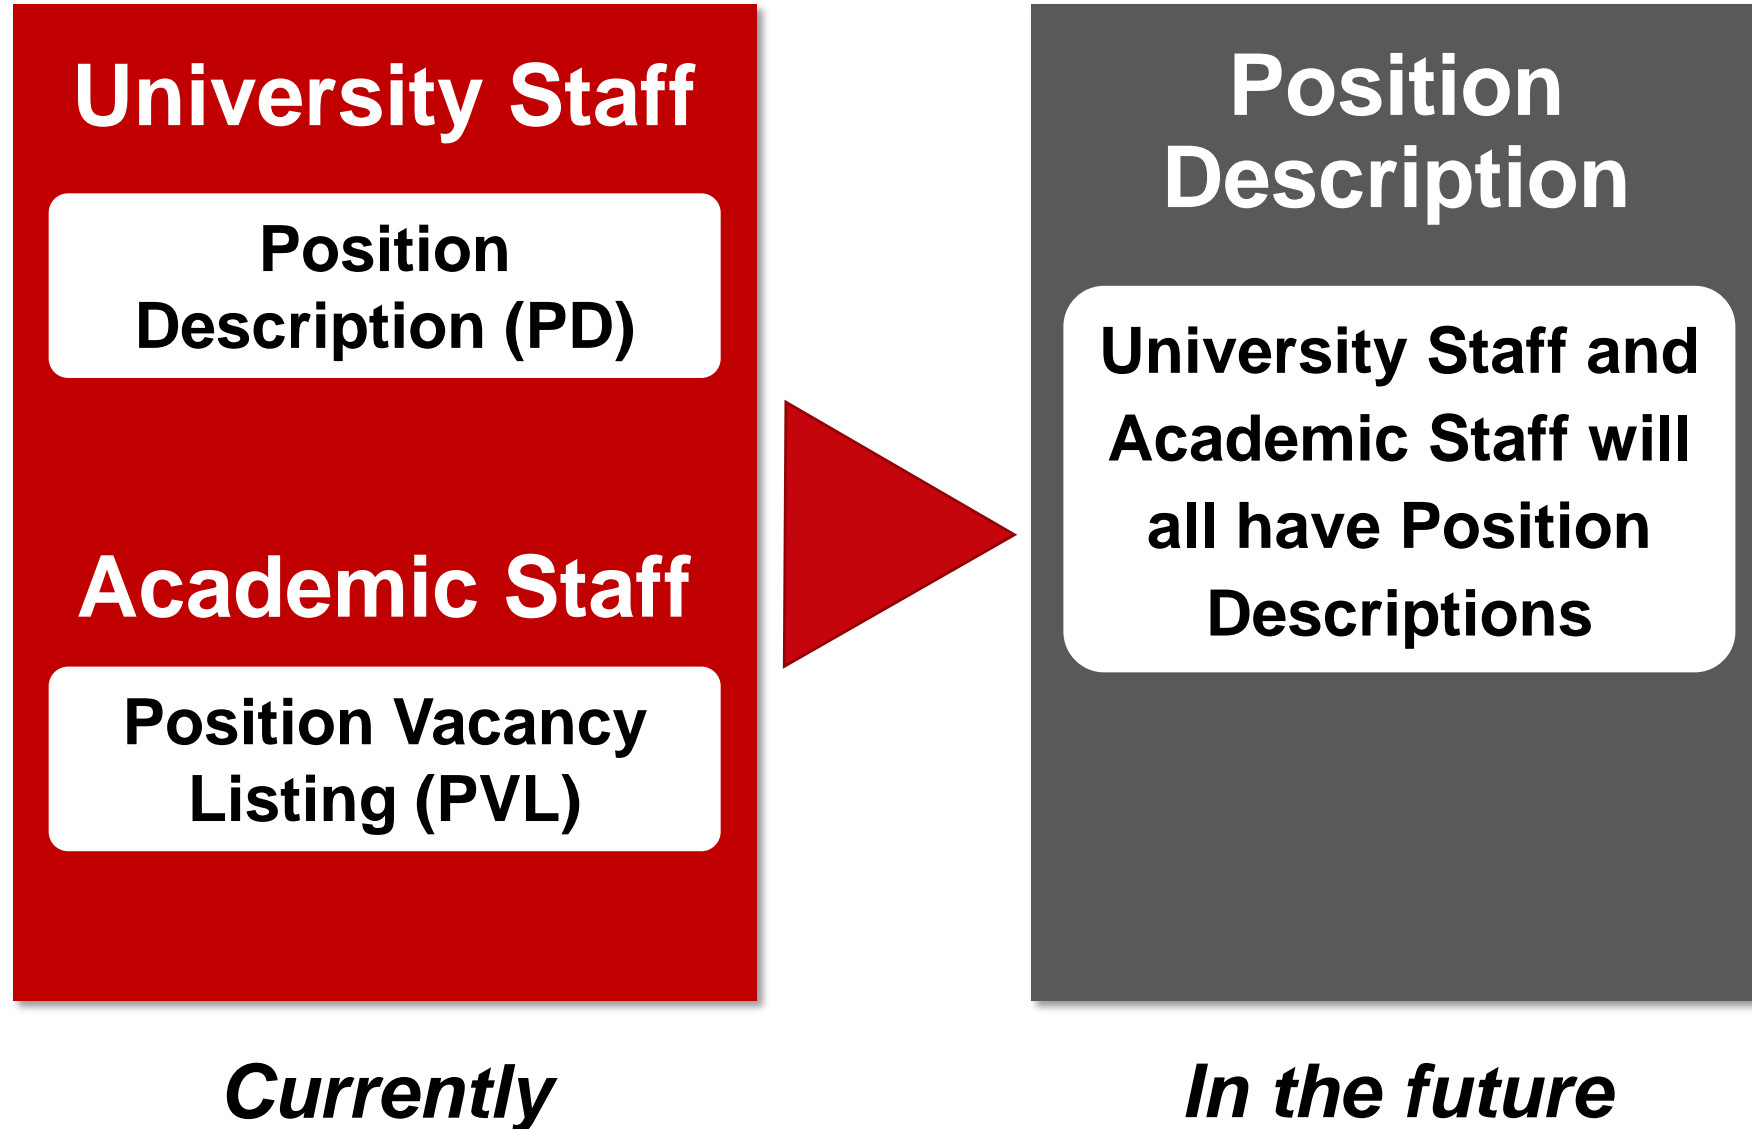 University Staff
Position
Description (PD)
Academic Staff
Position Vacancy
Listing (PVL)
Currently
Position
Description
University Staff and
Academic Staff will
all have Position
Descriptions
In the future